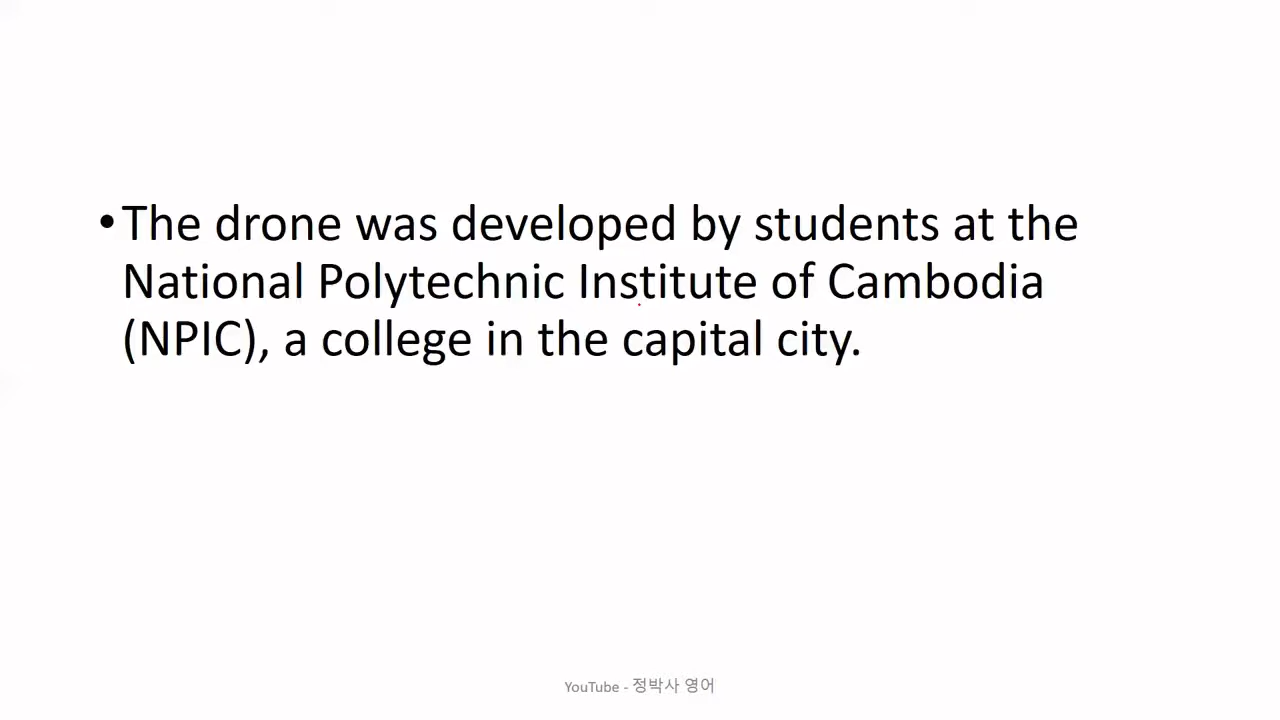 •The drone was developed by students at the
National Polytechnic Institute of Cambodia
(NPIC), a college in the capital city.
YouTube - 정박사 영어